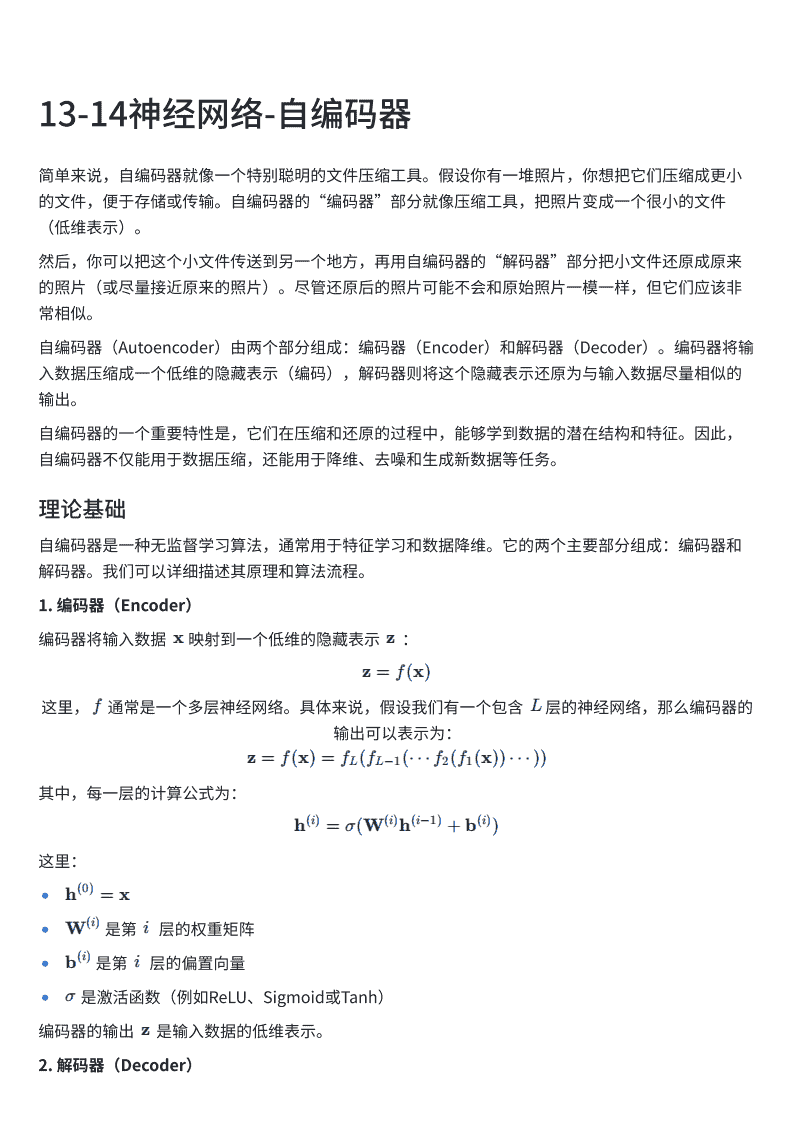 13-14神经网络-自编码器
简单来说，自编码器就像一个特别聪明的文件压缩工具。假设你有一堆照片，你想把它们压缩成更小
的文件，便于存储或传输。自编码器的“编码器”部分就像压缩工具，把照片变成一个很小的文件
（低维表示）。
然后，你可以把这个小文件传送到另一个地方，再用自编码器的“解码器”部分把小文件还原成原来
的照片（或尽量接近原来的照片）。尽管还原后的照片可能不会和原始照片一模一样，但它们应该非
常相似。
自编码器（Autoencoder）由两个部分组成：编码器（Encoder）和解码器（Decoder）。编码器将输
入数据压缩成一个低维的隐藏表示（编码），解码器则将这个隐藏表示还原为与输入数据尽量相似的
输出。
自编码器的一个重要特性是，它们在压缩和还原的过程中，能够学到数据的潜在结构和特征。因此，
自编码器不仅能用于数据压缩，还能用于降维、去噪和生成新数据等任务。
理论基础
自编码器是一种无监督学习算法，通常用于特征学习和数据降维。它的两个主要部分组成：编码器和
解码器。我们可以详细描述其原理和算法流程。
1. 编码器（Encoder）
编码器将输入数据 x 映射到一个低维的隐藏表示 z ：
z = f(x)
这里， f 通常是一个多层神经网络。具体来说，假设我们有一个包含 L 层的神经网络，那么编码器的
输出可以表示为：
z = f(x) = f_L(f_{L−1}(⋯f_2(f_1(x))⋯))
其中，每一层的计算公式为：
h^{(i)} = σ(W^{(i)}h^{(i−1)} + b^{(i)})
这里：
• h^{(0)} = x
• W^{(i)} 是第 i 层的权重矩阵
• b^{(i)} 是第 i 层的偏置向量
• σ 是激活函数（例如ReLU、Sigmoid或Tanh）
编码器的输出 z 是输入数据的低维表示。
2. 解码器（Decoder）